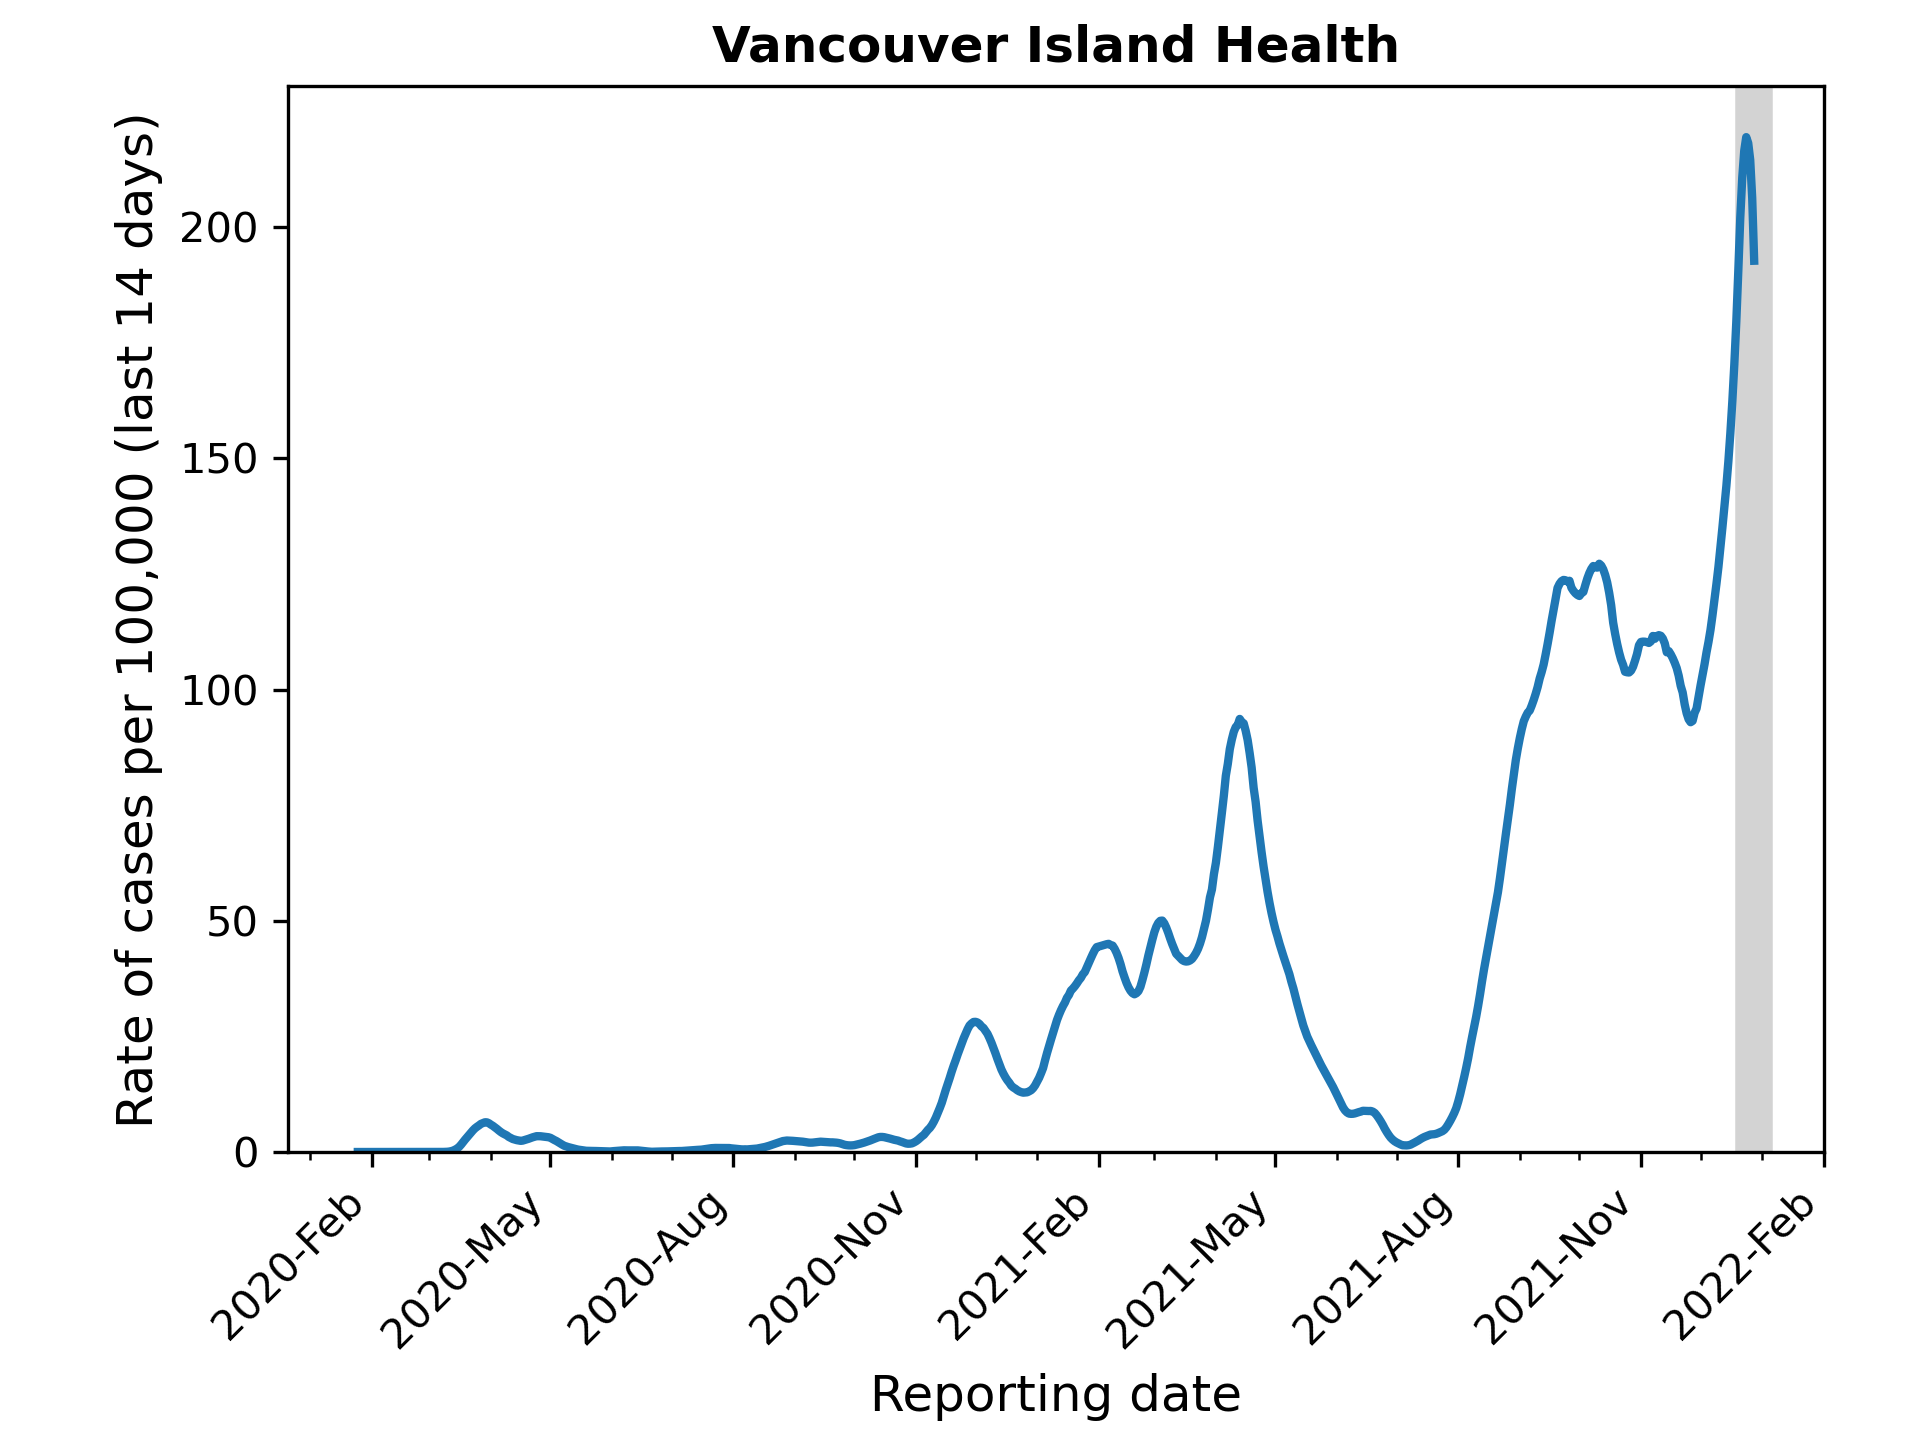 Vancouver Island Health
Rate of cases per 100,000 (last 14 days)
200
150
100
50
0
2020-Feb
2020-May
2020-Aug
2020-Nov
2021-Feb
2021-May
2021-Aug
2021-Nov
2022-Feb
Reporting date